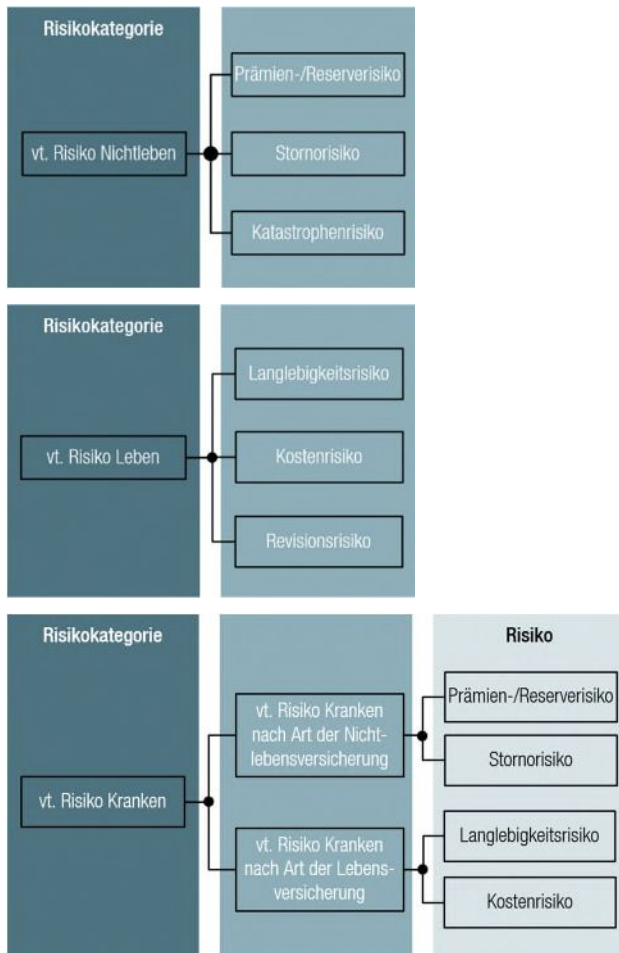 Risikokategorie
Prämien-/Reserverisiko
vt. Risiko Nichtleben
Stornorisiko
Katastrophenrisiko
Risikokategorie
Langlebigkeitsrisiko
vt. Risiko Leben
Kostenrisiko
Revisionsrisiko
Risikokategorie
Risiko
vt. Risiko Kranken
vt. Risiko Kranken
nach Art der Nicht-
lebensversicherung
Prämien-/Reserverisiko
Stornorisiko
vt. Risiko Kranken
nach Art der Lebens-
versicherung
Langlebigkeitsrisiko
Kostenrisiko